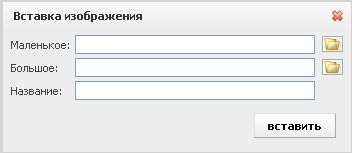 Вставка изображения
Маленькое:
Большое:
Название:
вставить